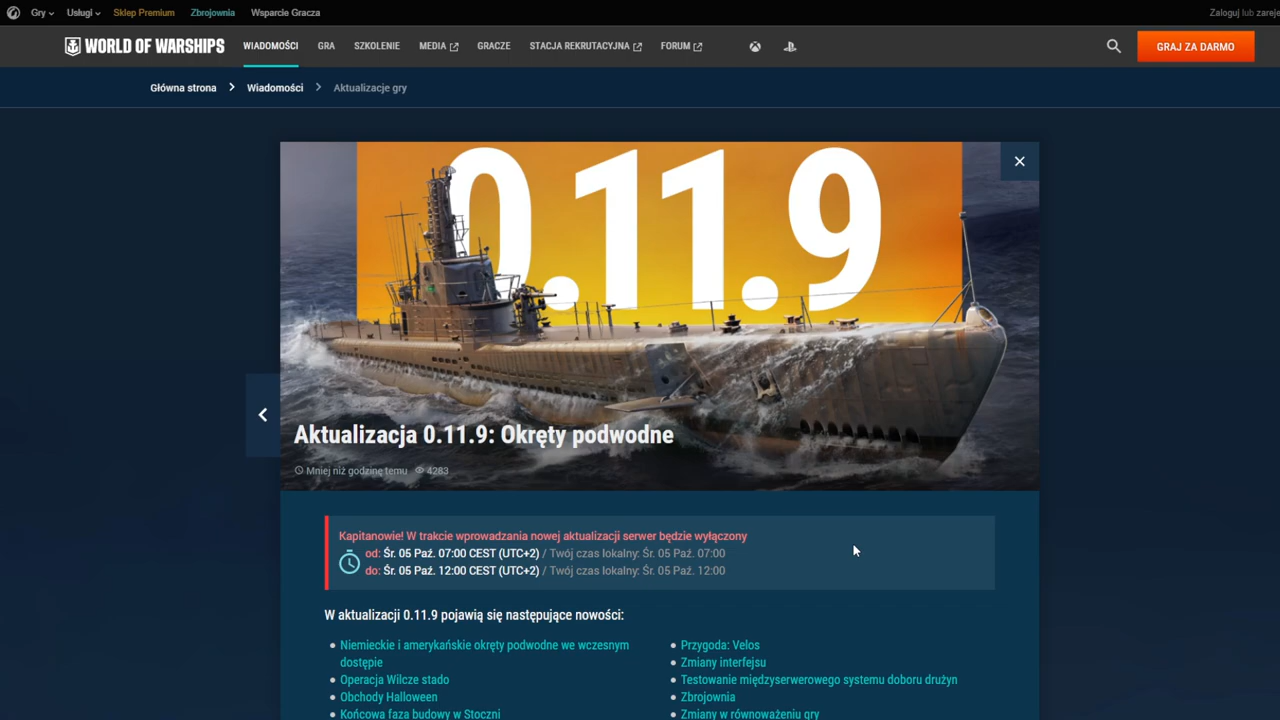 Gry
Usługi
Sklep Premium
Zbrojownia
Wsparcie Gracza
Zaloguj lub zareje
WORLD OF WARSHIPS
WIADOMOŚCI
GRA
SZKOLENIE
MEDIA
GRACZE
STACJA REKRUTACYJNA
FORUM
GRAJ ZA DARMO
Główna strona
Wiadomości
Aktualizacje gry
0.11.9
Aktualizacja 0.11.9: Okręty podwodne
Mniej niż godzinę temu
4283
Kapitanowie! W trakcie wprowadzania nowej aktualizacji serwer będzie wyłączony
od: Śr. 05 Paź. 07:00 CEST (UTC+2) / Twój czas lokalny: Śr. 05 Paź. 07:00
do: Śr. 05 Paź. 12:00 CEST (UTC+2) / Twój czas lokalny: Śr. 05 Paź. 12:00
W aktualizacji 0.11.9 pojawią się następujące nowości:
Niemieckie i amerykańskie okręty podwodne we wczesnym
dostępie
Operacja Wilcze stado
Obchody Halloween
Końcowa faza budowy w Stoczni
Przygoda: Velos
Zmiany interfejsu
Testowanie międzyserwerowego systemu doboru drużyn
Zbrojownia
Zmiany w równoważeniu gry